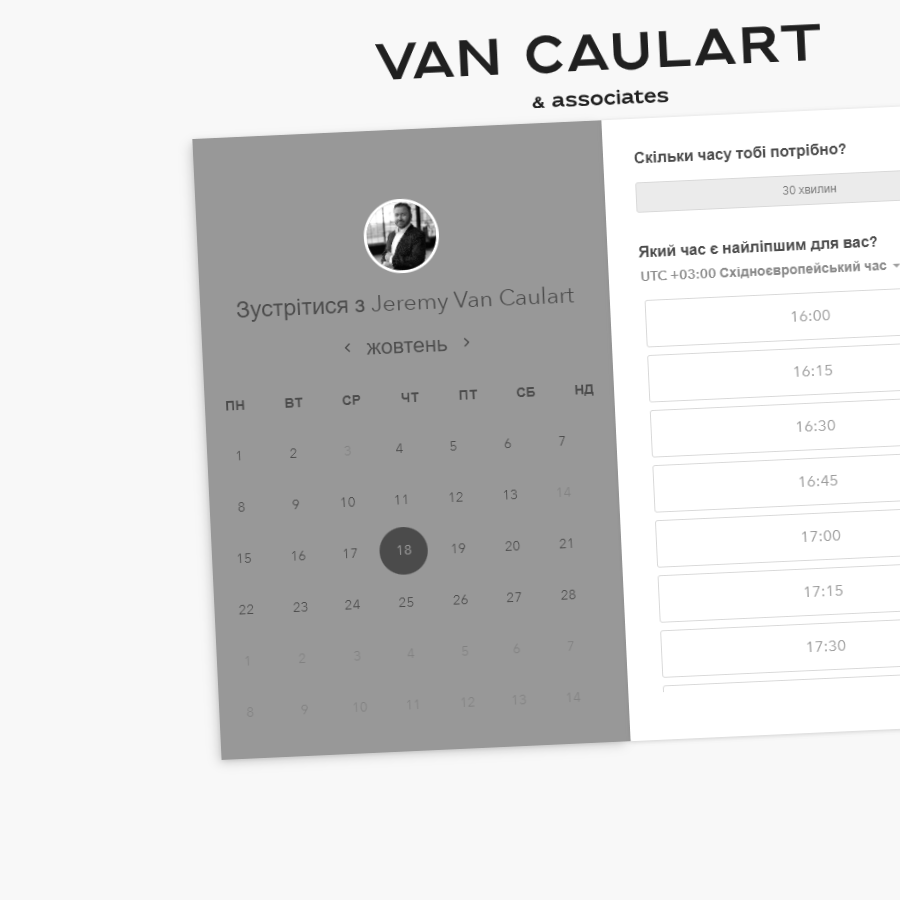 VAN CAULART
& associates
Зустрітися з Jeremy Van Caulart
‹ жовтень ›
ПН ВТ СР ЧТ ПТ СБ НД
1 2 3 4 5 6 7
8 9 10 11 12 13 14
15 16 17 18 19 20 21
22 23 24 25 26 27 28
1 2 3 4 5 6 7
8 9 10 11 12 13 14
Скільки часу тобі потрібно?
30 хвилин
Який час є найліпшим для вас?
UTC +03:00 Східноєвропейський час
16:00
16:15
16:30
16:45
17:00
17:15
17:30